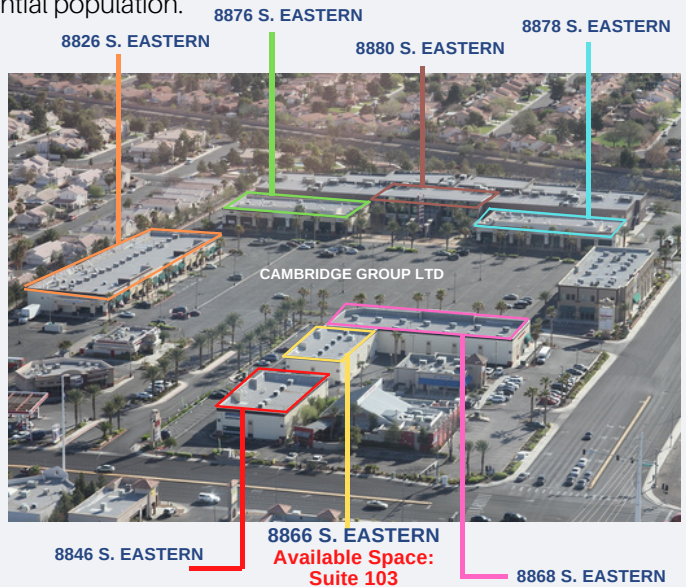 ntial population.
8876 S. EASTERN
8826 S. EASTERN
8880 S. EASTERN
8878 S. EASTERN
CAMBRIDGE GROUP LTD
8846 S. EASTERN
8866 S. EASTERN
Available Space:
Suite 103
8868 S. EASTERN